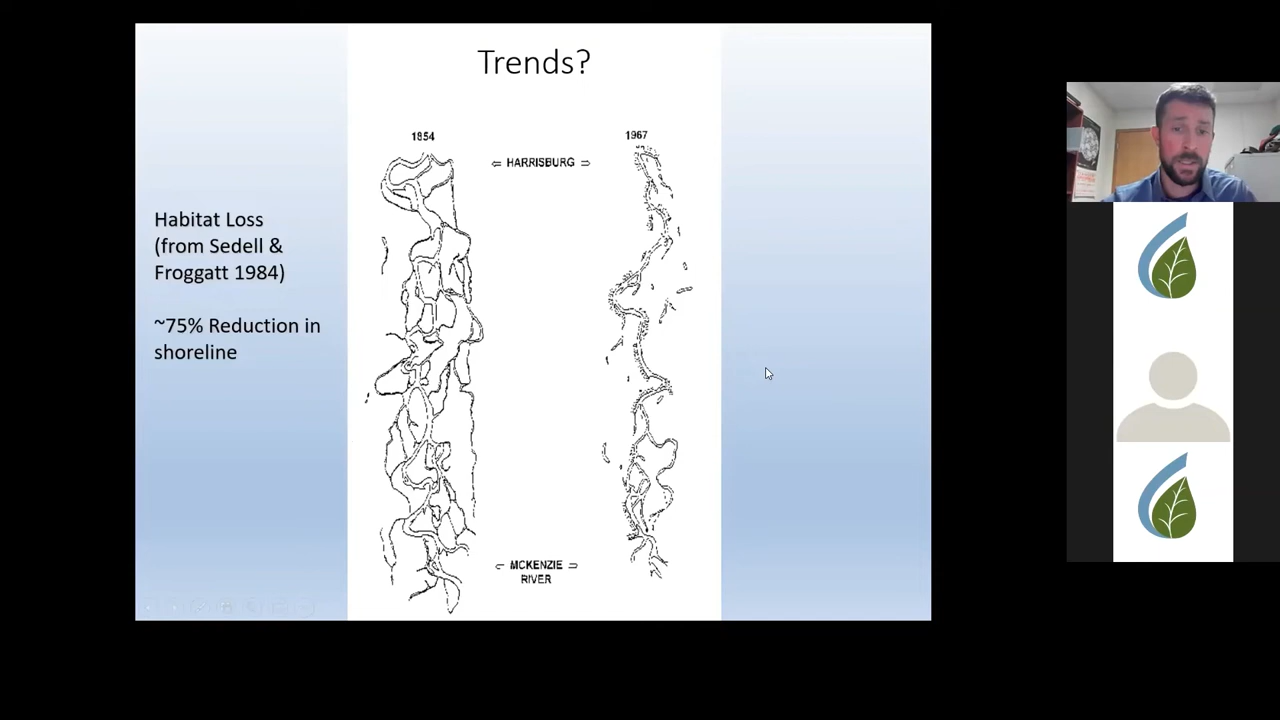 Trends?
1854
1967
⇐ HARRISBURG ⇒
Habitat Loss
(from Sedell &
Froggatt 1984)
~75% Reduction in
shoreline
⇐ MCKENZIE ⇒
RIVER